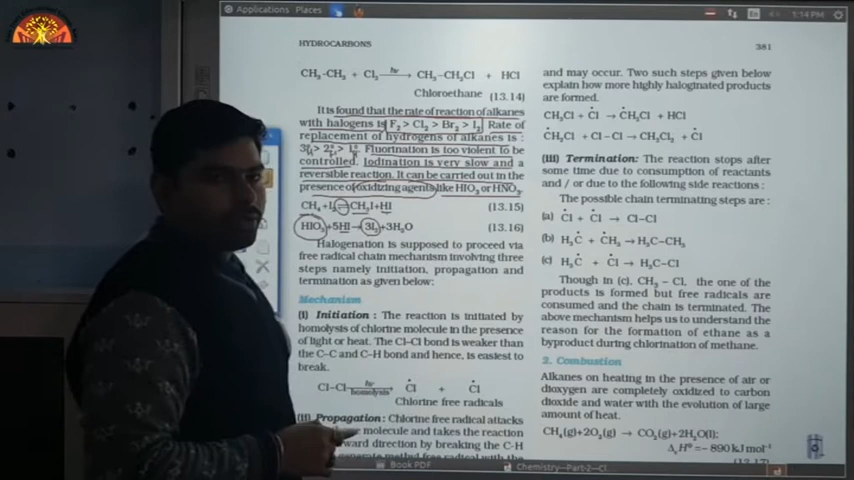 Applications Places
En
1:14 PM
HYDROCARBONS
381
CH₃-CH₃ + Cl₂ —hν→ CH₃-CH₂Cl + HCl
Chloroethane (13.14)
It is found that the rate of reaction of alkanes
with halogens is F₂ > Cl₂ > Br₂ > I₂. Rate of
replacement of hydrogens of alkanes is :
3° > 2° > 1°. Fluorination is too violent to be
controlled. Iodination is very slow and a
reversible reaction. It can be carried out in the
presence of oxidizing agents like HIO₃ or HNO₃.
CH₄+I₂⇌CH₃I+HI (13.15)
HIO₃+5HI→3I₂+3H₂O (13.16)
Halogenation is supposed to proceed via
free radical chain mechanism involving three
steps namely initiation, propagation and
termination as given below:
Mechanism
(i) Initiation : The reaction is initiated by
homolysis of chlorine molecule in the presence
of light or heat. The Cl–Cl bond is weaker than
the C–C and C–H bond and hence, is easiest to
break.
Cl–Cl —hν/homolysis→ Ċl + Ċl
Chlorine free radicals
(ii) Propagation : Chlorine free radical attacks
molecule and takes the reaction
direction by breaking the C-H
generate methyl free radical with the
and may occur. Two such steps given below
explain how more highly haloginated products
are formed.
CH₃Cl + Ċl → ĊH₂Cl + HCl
ĊH₂Cl + Cl–Cl → CH₂Cl₂ + Ċl
(iii) Termination: The reaction stops after
some time due to consumption of reactants
and / or due to the following side reactions :
The possible chain terminating steps are :
(a) Ċl + Ċl → Cl–Cl
(b) H₃Ċ + ĊH₃ → H₃C–CH₃
(c) H₃Ċ + Ċl → H₃C–Cl
Though in (c), CH₃ – Cl, the one of the
products is formed but free radicals are
consumed and the chain is terminated. The
above mechanism helps us to understand the
reason for the formation of ethane as a
byproduct during chlorination of methane.
2. Combustion
Alkanes on heating in the presence of air or
dioxygen are completely oxidized to carbon
dioxide and water with the evolution of large
amount of heat.
CH₄(g)+2O₂(g) → CO₂(g)+2H₂O(l);
ΔcH⊖ = – 890 kJ mol⁻¹
(13.17)
Book PDF
Chemistry-Part-2-Cl